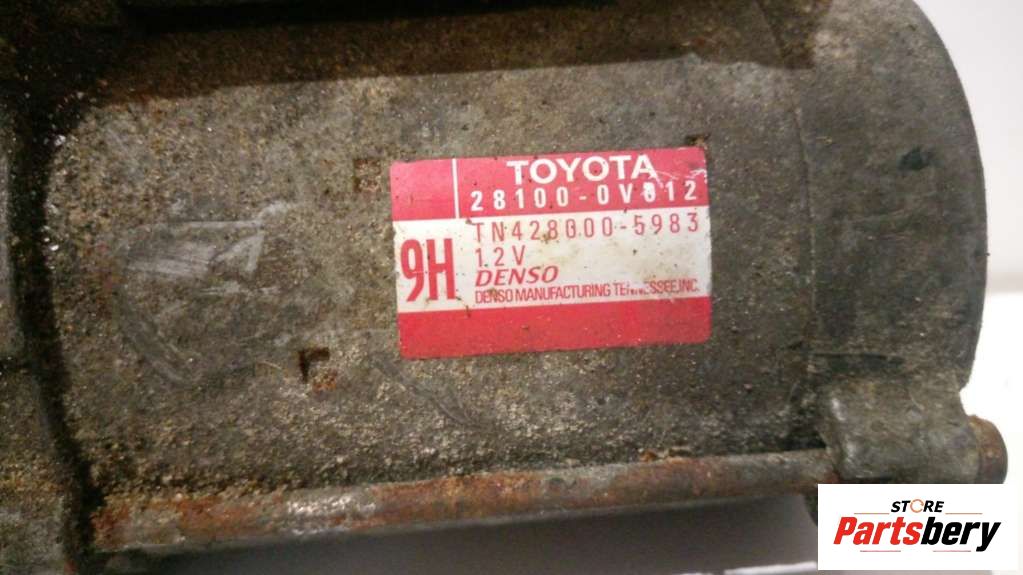 TOYOTA
28100-0V012
TN428000-5983
12V
9H
DENSO
DENSO MANUFACTURING TENNESSEE, INC.
STORE
Partsbery